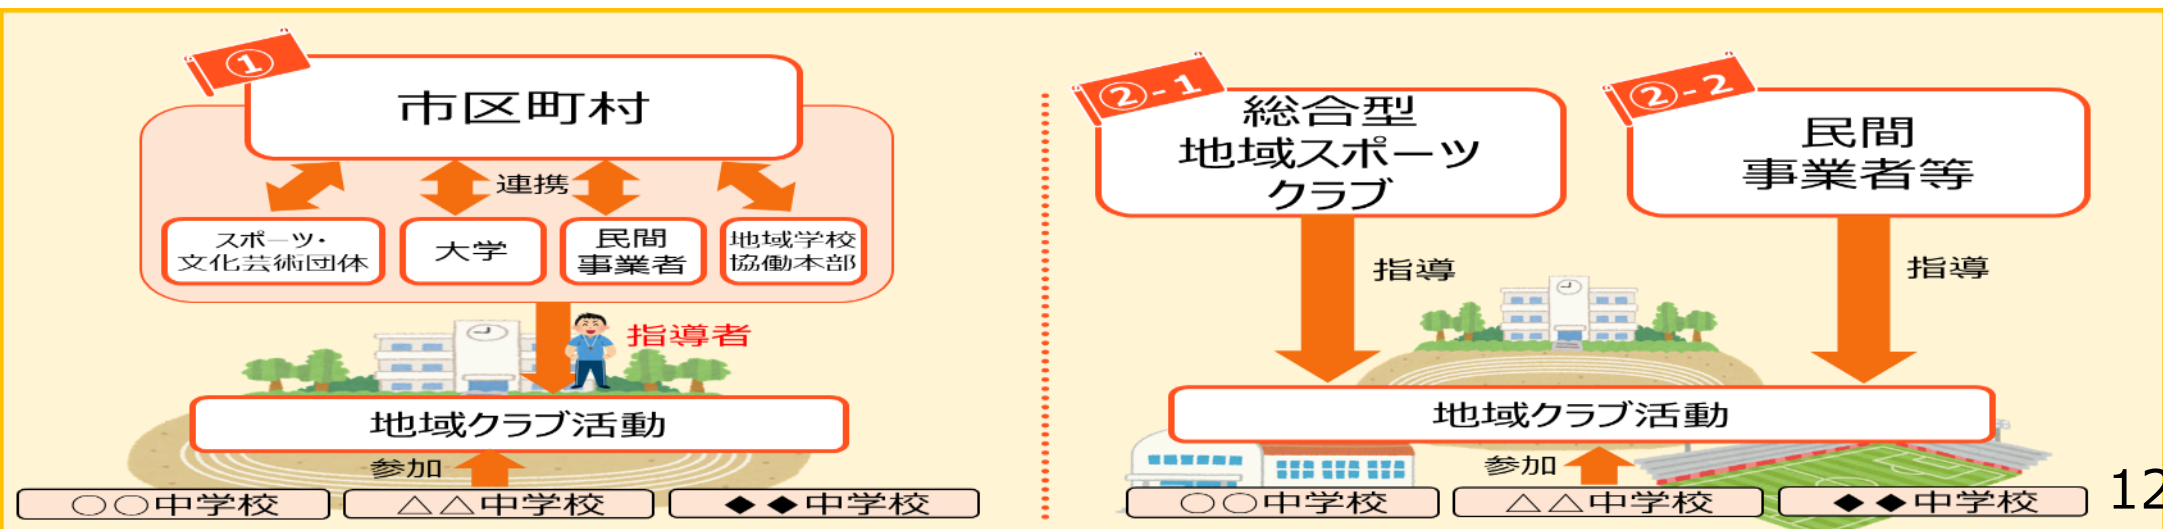 ①
市区町村
連携
スポーツ・
文化芸術団体
大学
民間
事業者
地域学校
協働本部
指導者
地域クラブ活動
参加
○○中学校
△△中学校
◆◆中学校
②-1
総合型
地域スポーツ
クラブ
②-2
民間
事業者等
指導
指導
地域クラブ活動
参加
○○中学校
△△中学校
◆◆中学校
12